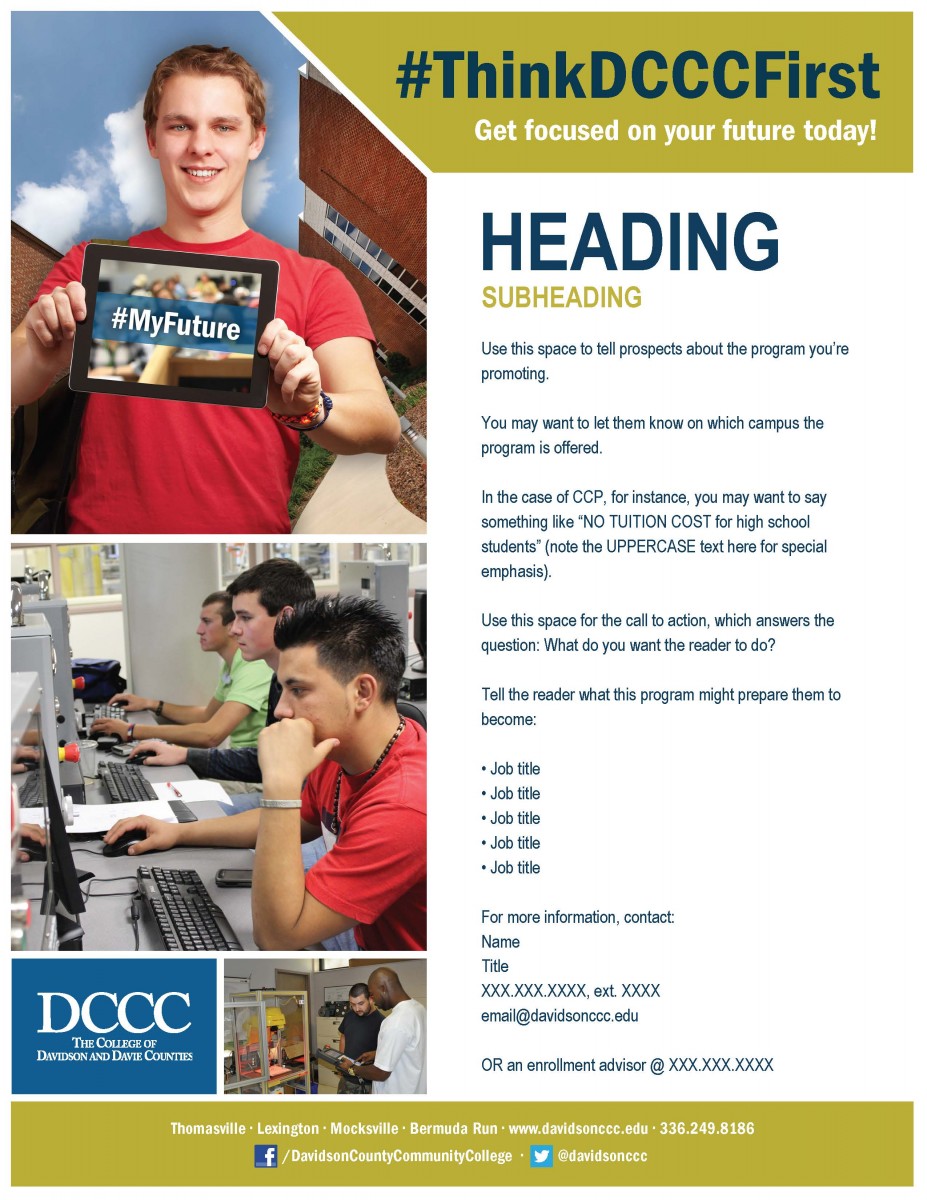 #ThinkDCCCFirst
Get focused on your future today!
#MyFuture
HEADING
SUBHEADING
Use this space to tell prospects about the program you’re
promoting.
You may want to let them know on which campus the
program is offered.
In the case of CCP, for instance, you may want to say
something like “NO TUITION COST for high school
students” (note the UPPERCASE text here for special
emphasis).
Use this space for the call to action, which answers the
question: What do you want the reader to do?
Tell the reader what this program might prepare them to
become:
• Job title
• Job title
• Job title
• Job title
• Job title
For more information, contact:
Name
Title
XXX.XXX.XXXX, ext. XXXX
email@davidsonccc.edu
OR an enrollment advisor @ XXX.XXX.XXXX
DCCC
THE COLLEGE OF
DAVIDSON AND DAVIE COUNTIES
Thomasville · Lexington · Mocksville · Bermuda Run · www.davidsonccc.edu · 336.249.8186
f /DavidsonCountyCommunityCollege · @davidsonccc